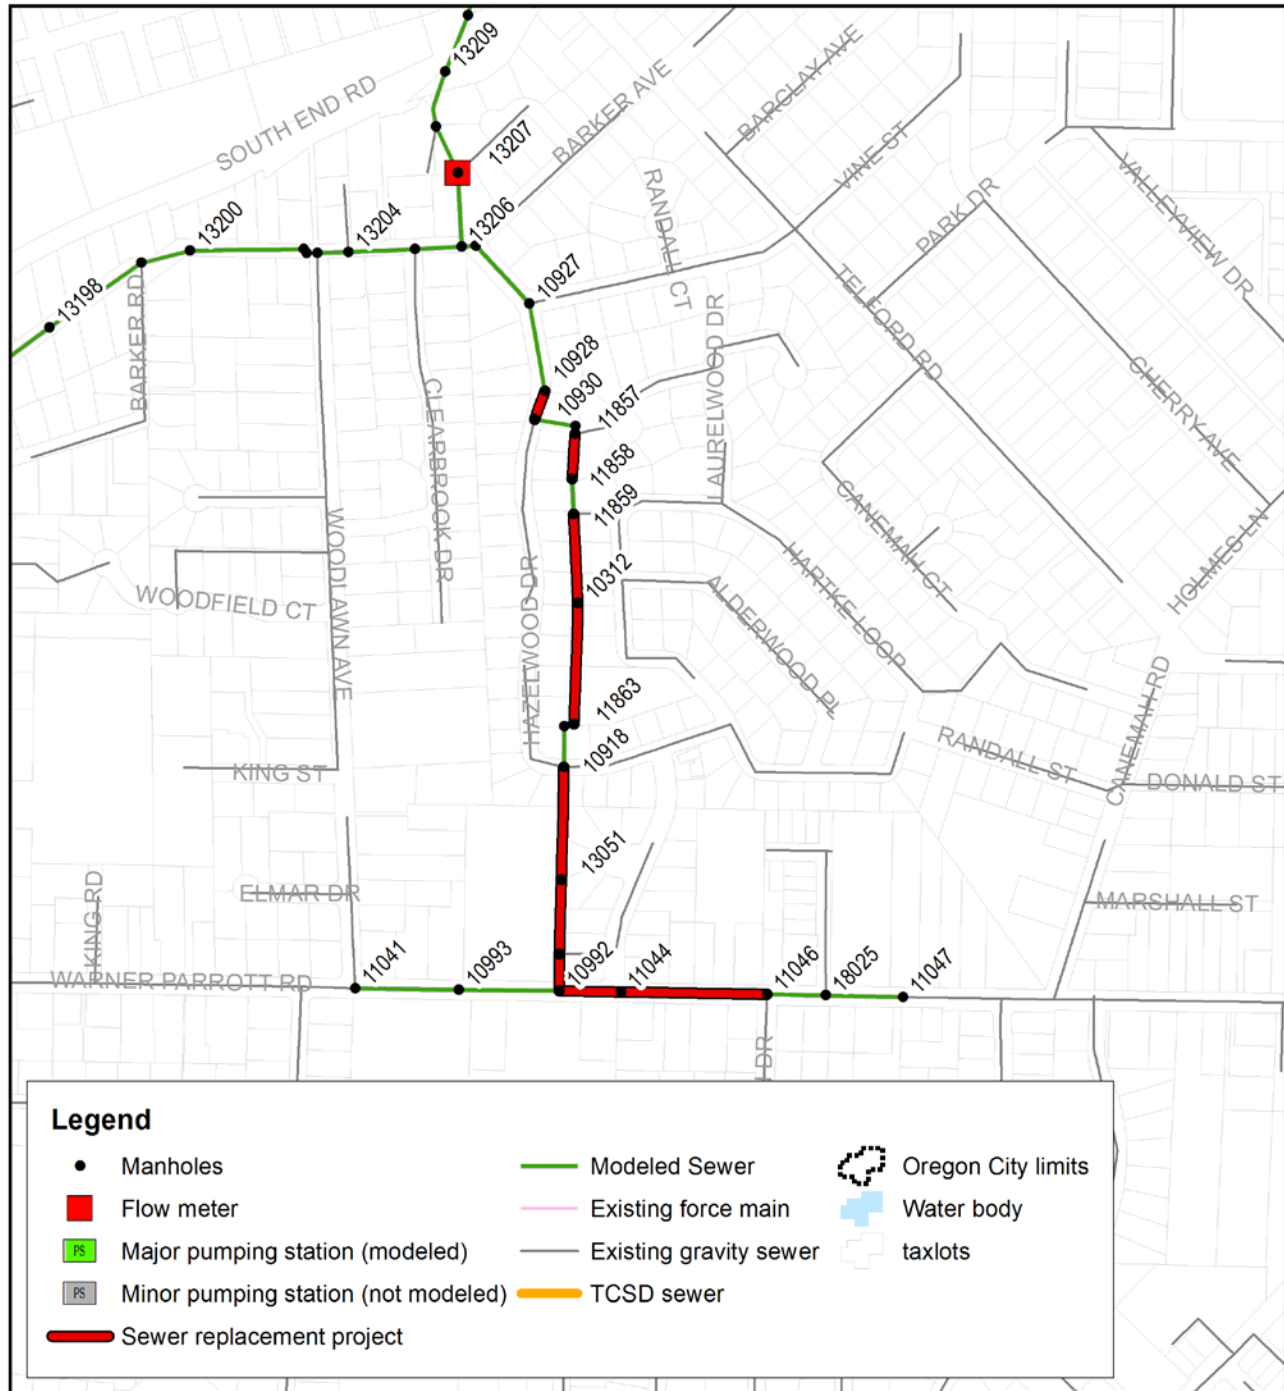 13209
SOUTH END RD
BARKER AVE
BARCLAY AVE
13207
VINE ST
VALLEYVIEW DR
13200
13204
13206
RANDALL CT
PARK DR
13198
BARKER RD
10927
TELFORD RD
LAURELWOOD DR
10928
10930
11857
CHERRY AVE
CLEARBROOK DR
11858
11859
CANEMAH CT
HOLMES LN
WOODLAWN AVE
HAZELWOOD DR
10312
HARTKE LOOP
WOODFIELD CT
ALDERWOOD PL
11863
10918
CANEMAH RD
RANDALL ST
KING ST
DONALD ST
13051
KING RD
ELMAR DR
MARSHALL ST
WARNER PARROTT RD
11041
10993
10992
11044
11046
18025
11047
DR
Legend
Manholes
Flow meter
PS Major pumping station (modeled)
PS Minor pumping station (not modeled)
Sewer replacement project
Modeled Sewer
Existing force main
Existing gravity sewer
TCSD sewer
Oregon City limits
Water body
taxlots